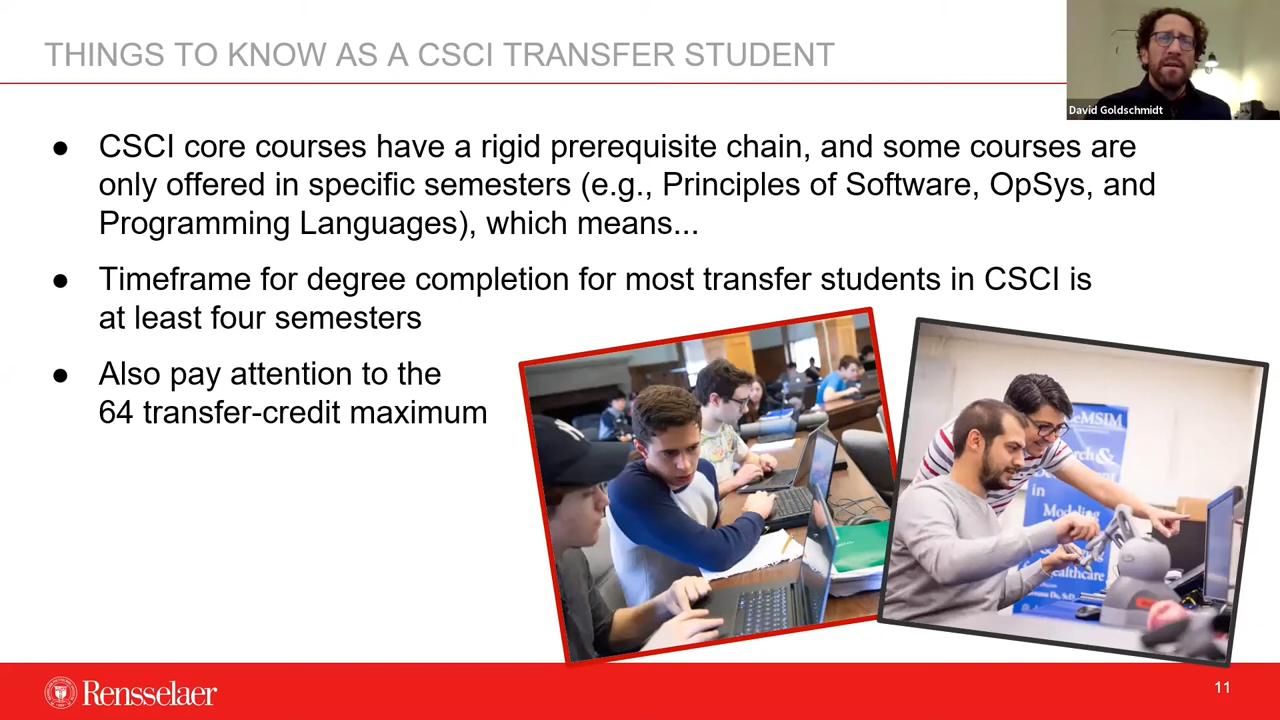 THINGS TO KNOW AS A CSCI TRANSFER STUDENT
David Goldschmidt
● CSCI core courses have a rigid prerequisite chain, and some courses are
only offered in specific semesters (e.g., Principles of Software, OpSys, and
Programming Languages), which means...
● Timeframe for degree completion for most transfer students in CSCI is
at least four semesters
● Also pay attention to the
64 transfer-credit maximum
eMSIM
in
Modeling
Rensselaer
11